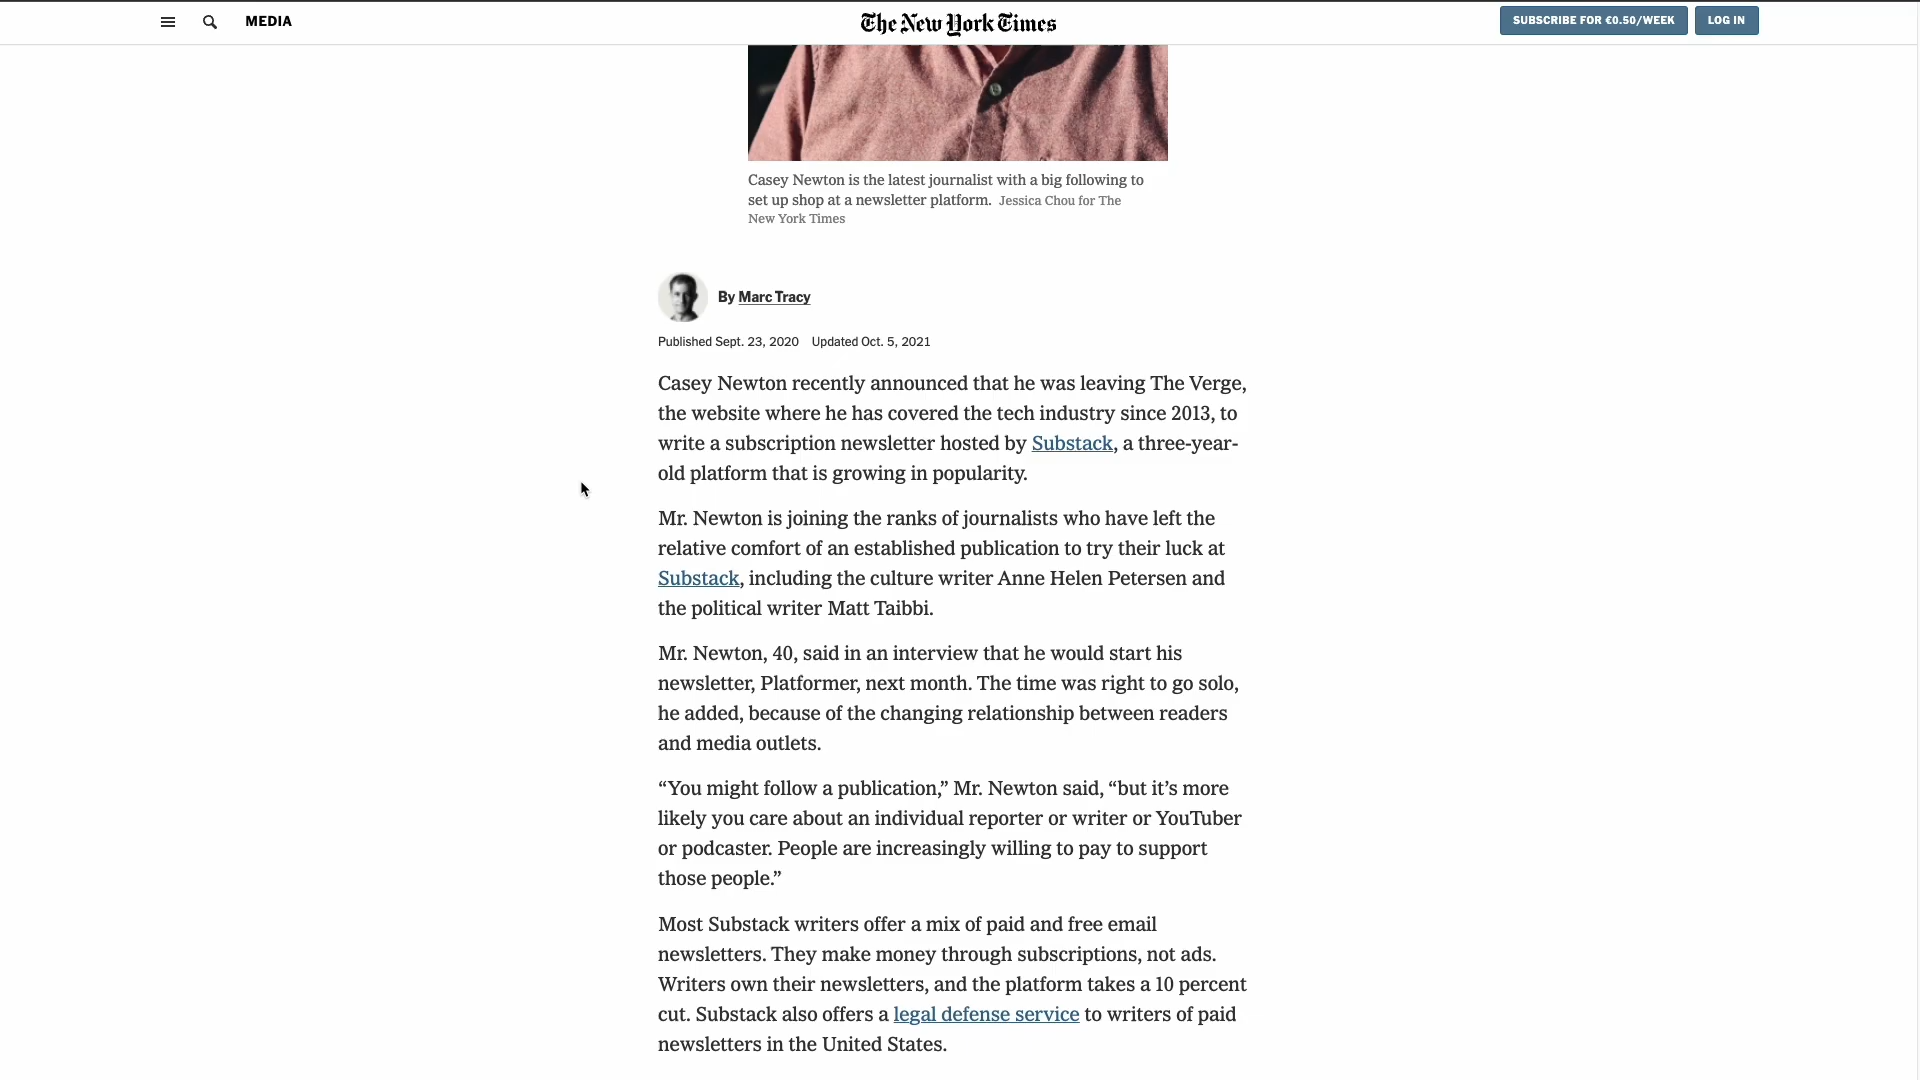 MEDIA
The New York Times
SUBSCRIBE FOR €0.50/WEEK
LOG IN
Casey Newton is the latest journalist with a big following to
set up shop at a newsletter platform. Jessica Chou for The
New York Times
By Marc Tracy
Published Sept. 23, 2020 Updated Oct. 5, 2021
Casey Newton recently announced that he was leaving The Verge,
the website where he has covered the tech industry since 2013, to
write a subscription newsletter hosted by Substack, a three-year-
old platform that is growing in popularity.
Mr. Newton is joining the ranks of journalists who have left the
relative comfort of an established publication to try their luck at
Substack, including the culture writer Anne Helen Petersen and
the political writer Matt Taibbi.
Mr. Newton, 40, said in an interview that he would start his
newsletter, Platformer, next month. The time was right to go solo,
he added, because of the changing relationship between readers
and media outlets.
“You might follow a publication,” Mr. Newton said, “but it’s more
likely you care about an individual reporter or writer or YouTuber
or podcaster. People are increasingly willing to pay to support
those people.”
Most Substack writers offer a mix of paid and free email
newsletters. They make money through subscriptions, not ads.
Writers own their newsletters, and the platform takes a 10 percent
cut. Substack also offers a legal defense service to writers of paid
newsletters in the United States.